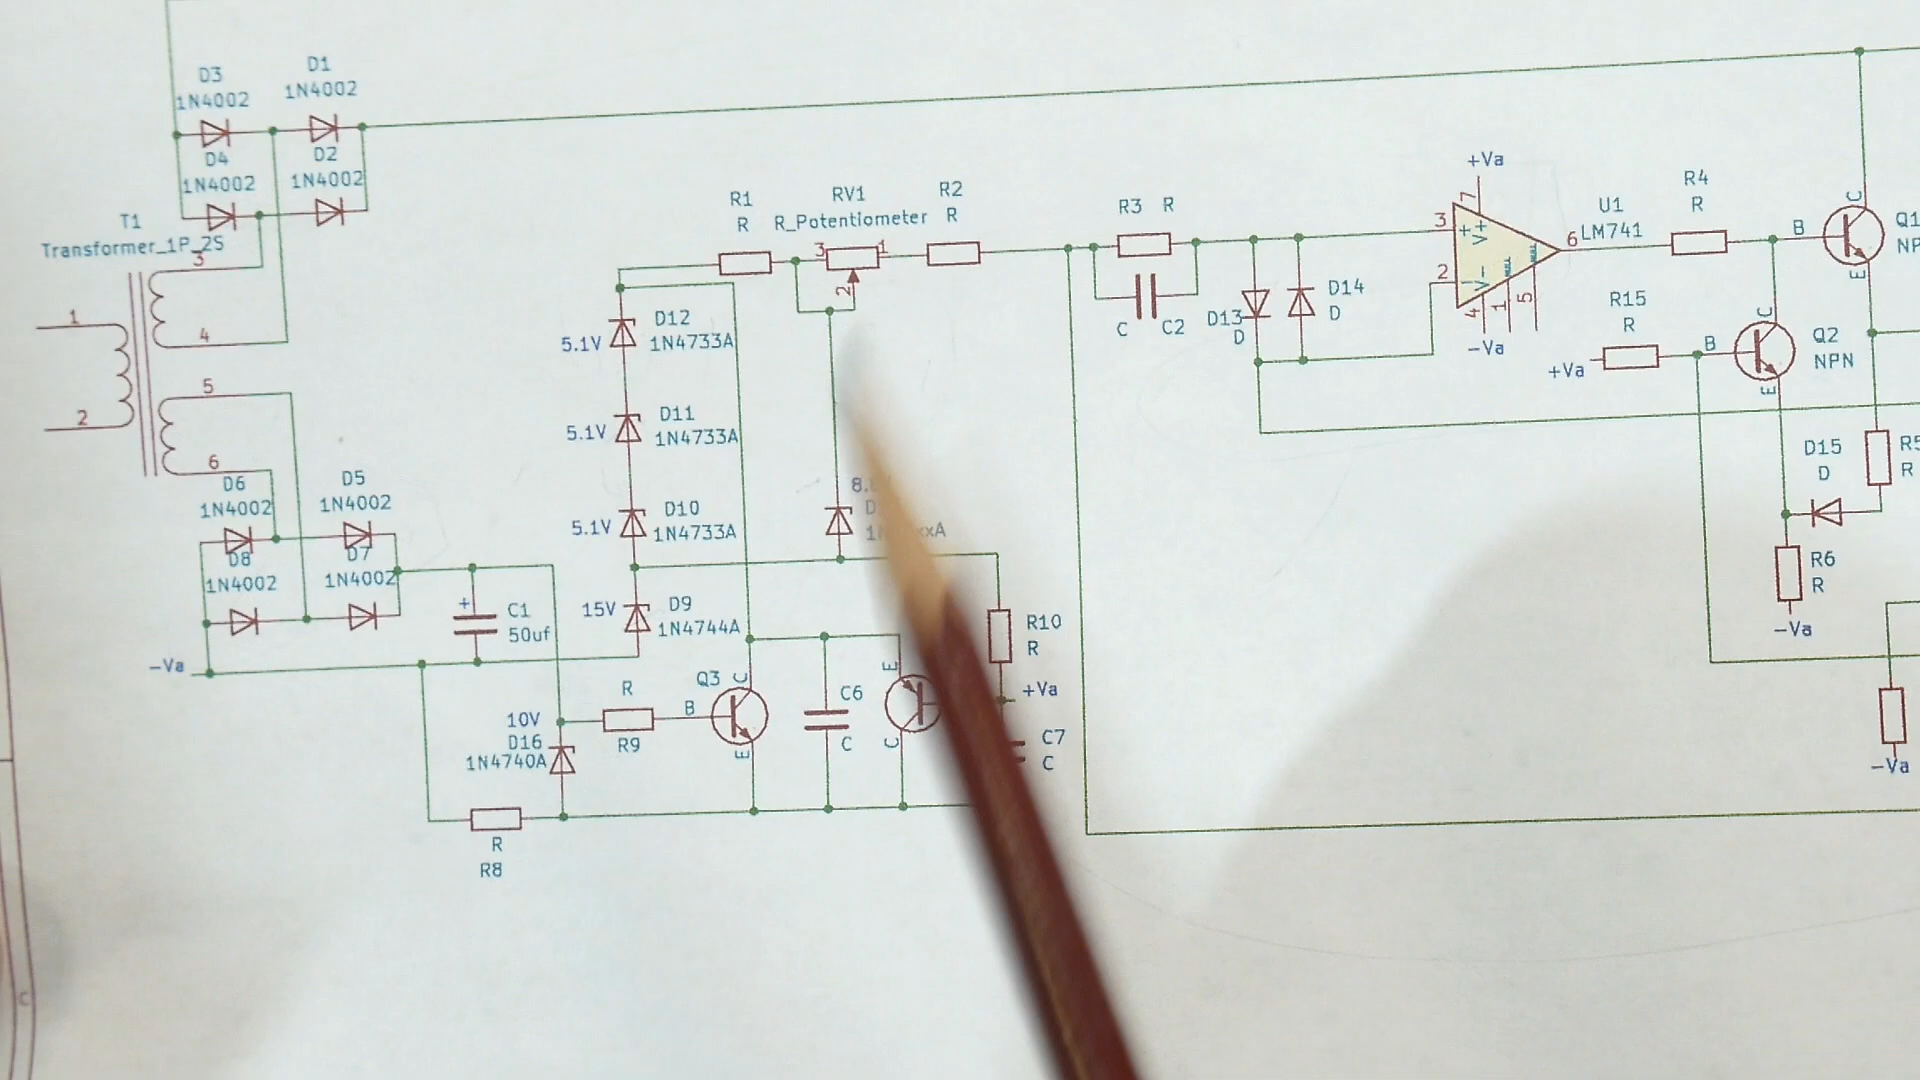 D3
1N4002
D1
1N4002
D4
1N4002
D2
1N4002
T1
Transformer_1P_2S
3
4
1
2
5
6
D6
1N4002
D5
1N4002
D8
1N4002
D7
1N4002
-Va
+
C1
50uf
R1
R
RV1
R_Potentiometer
3
1
2
R2
R
5.1V
D12
1N4733A
5.1V
D11
1N4733A
5.1V
D10
1N4733A
15V
D9
1N4744A
10V
D16
1N4740A
R
R9
R
R8
Q3
B
C
E
C6
C
E
C
R10
R
+Va
C7
C
R3 R
C
C2
D13
D
D14
D
+Va
7
3
2
6
4
1
5
V+
V-
-Va
U1
LM741
R4
R
B
C
E
Q1
R15
R
+Va
B
C
E
Q2
NPN
D15
D
R5
R
R6
R
-Va
-Va
C